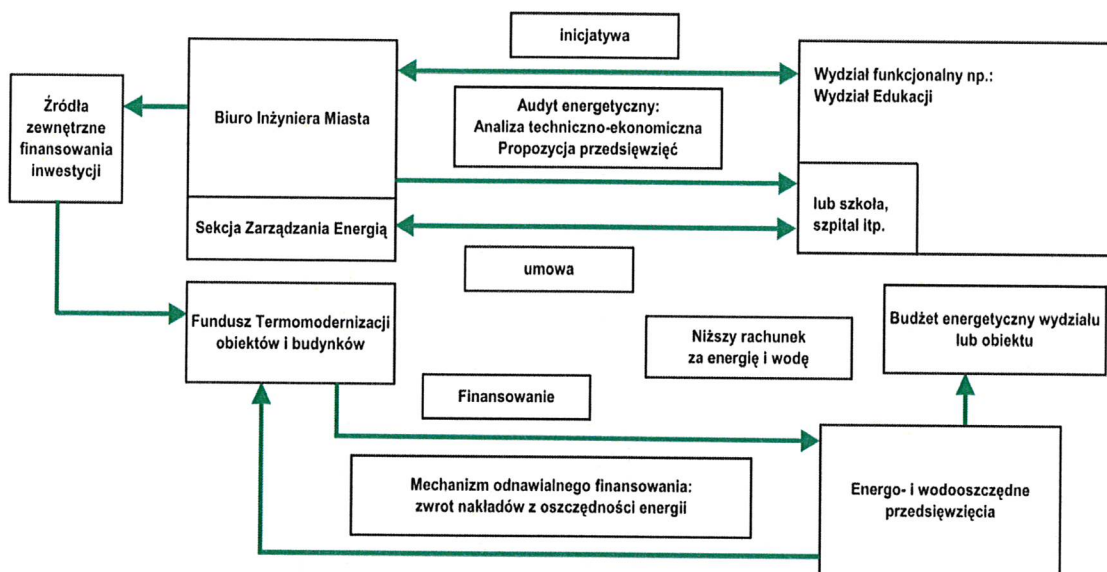 inicjatywa
Źródła
zewnętrzne
finansowania
inwestycji
Biuro Inżyniera Miasta
Sekcja Zarządzania Energią
Audyt energetyczny:
Analiza techniczno-ekonomiczna
Propozycja przedsięwzięć
Wydział funkcjonalny np.:
Wydział Edukacji
lub szkoła,
szpital itp.
umowa
Fundusz Termomodernizacji
obiektów i budynków
Niższy rachunek
za energię i wodę
Budżet energetyczny wydziału
lub obiektu
Finansowanie
Mechanizm odnawialnego finansowania:
zwrot nakładów z oszczędności energii
Energo- i wodooszczędne
przedsięwzięcia